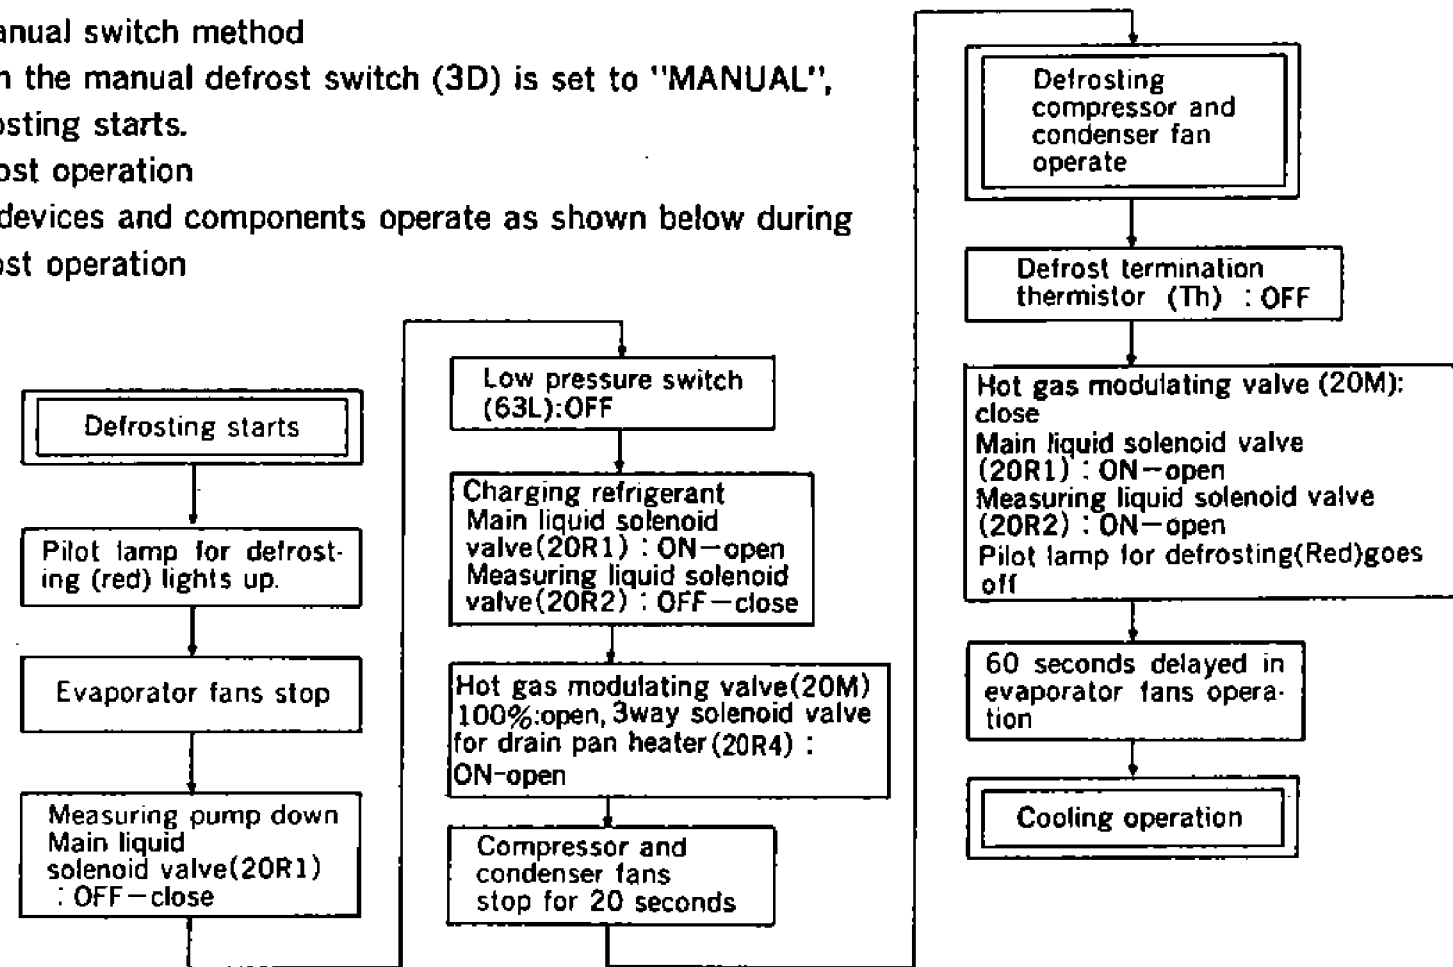 anual switch method
n the manual defrost switch (3D) is set to "MANUAL",
osting starts.
ost operation
devices and components operate as shown below during
ost operation
Defrosting starts
Pilot lamp for defrost-
ing (red) lights up.
Evaporator fans stop
Measuring pump down
Main liquid
solenoid valve(20R1)
: OFF—close
Low pressure switch
(63L):OFF
Charging refrigerant
Main liquid solenoid
valve(20R1) : ON—open
Measuring liquid solenoid
valve(20R2) : OFF—close
Hot gas modulating valve(20M)
100%:open, 3way solenoid valve
for drain pan heater(20R4) :
ON-open
Compressor and
condenser fans
stop for 20 seconds
Defrosting
compressor and
condenser fan
operate
Defrost termination
thermistor (Th) : OFF
Hot gas modulating valve (20M):
close
Main liquid solenoid valve
(20R1) : ON—open
Measuring liquid solenoid valve
(20R2) : ON—open
Pilot lamp for defrosting(Red)goes
off
60 seconds delayed in
evaporator fans opera-
tion
Cooling operation